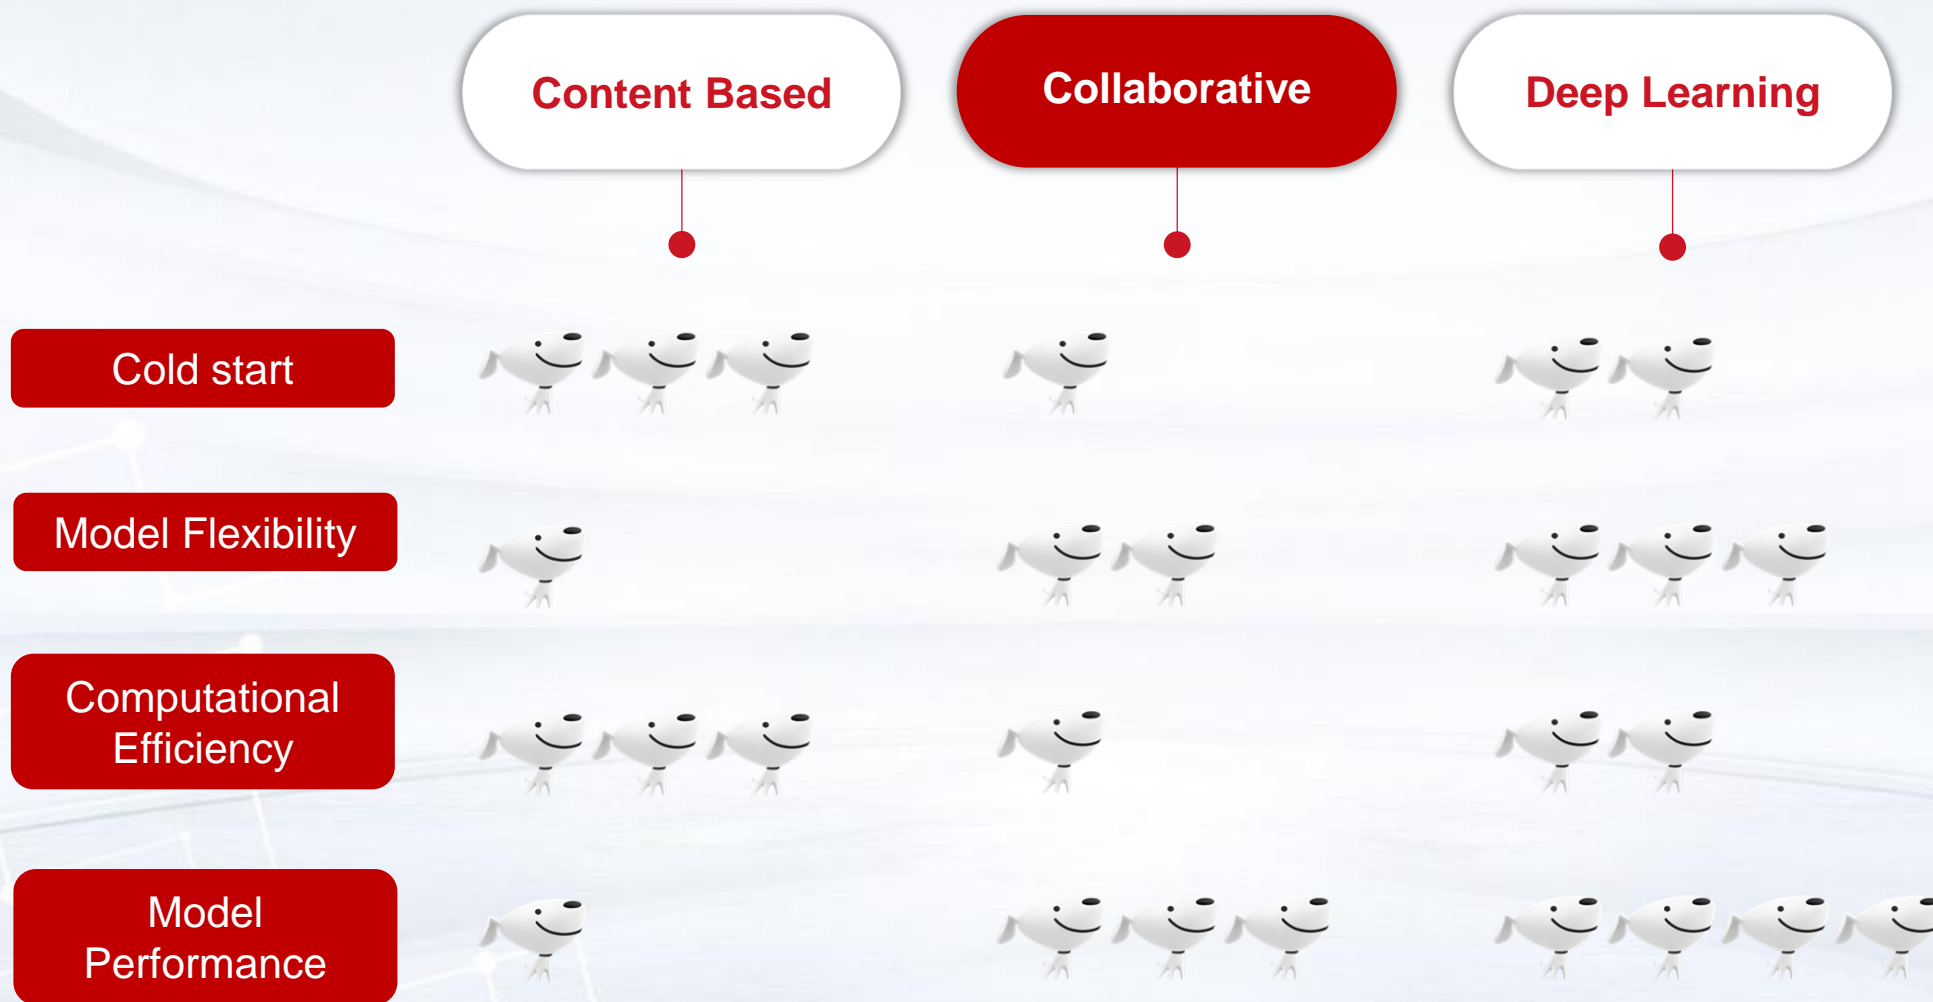 Content Based
Collaborative
Deep Learning
Cold start
Model Flexibility
Computational
Efficiency
Model
Performance